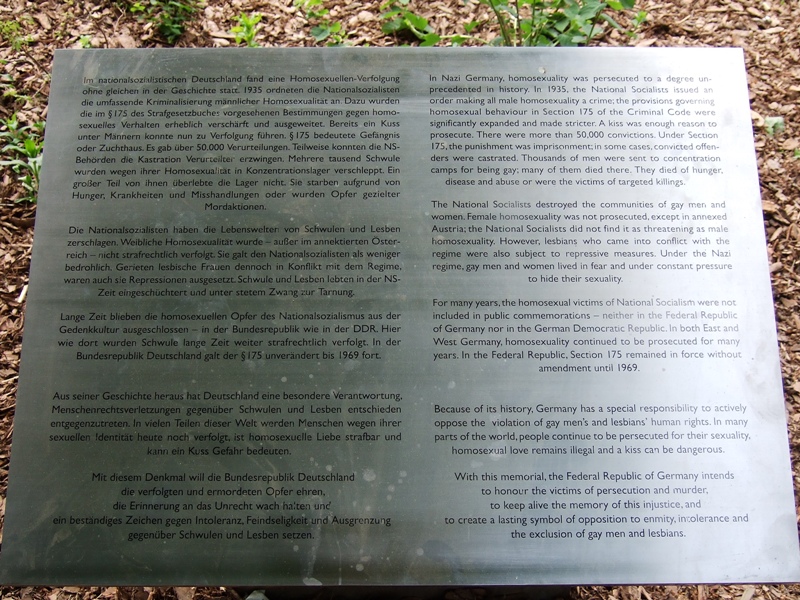 Im nationalsozialistischen Deutschland fand eine Homosexuellen-Verfolgung
ohne gleichen in der Geschichte statt. 1935 ordneten die Nationalsozialisten
die umfassende Kriminalisierung männlicher Homosexualität an. Dazu wurden
die im §175 des Strafgesetzbuches vorgesehenen Bestimmungen gegen homo-
sexuelles Verhalten erheblich verschärft und ausgeweitet. Bereits ein Kuss
unter Männern konnte nun zu Verfolgung führen. §175 bedeutete Gefängnis
oder Zuchthaus. Es gab über 50.000 Verurteilungen. Teilweise konnten die NS-
Behörden die Kastration Verurteilter erzwingen. Mehrere tausend Schwule
wurden wegen ihrer Homosexualität in Konzentrationslager verschleppt. Ein
großer Teil von ihnen überlebte die Lager nicht. Sie starben aufgrund von
Hunger, Krankheiten und Misshandlungen oder wurden Opfer gezielter
Mordaktionen.
Die Nationalsozialisten haben die Lebenswelten von Schwulen und Lesben
zerschlagen. Weibliche Homosexualität wurde – außer im annektierten Öster-
reich – nicht strafrechtlich verfolgt. Sie galt den Nationalsozialisten als weniger
bedrohlich. Gerieten lesbische Frauen dennoch in Konflikt mit dem Regime,
waren auch sie Repressionen ausgesetzt. Schwule und Lesben lebten in der NS-
Zeit eingeschüchtert und unter stetem Zwang zur Tarnung.
Lange Zeit blieben die homosexuellen Opfer des Nationalsozialismus aus der
Gedenkkultur ausgeschlossen – in der Bundesrepublik wie in der DDR. Hier
wie dort wurden Schwule lange Zeit weiter strafrechtlich verfolgt. In der
Bundesrepublik Deutschland galt der §175 unverändert bis 1969 fort.
Aus seiner Geschichte heraus hat Deutschland eine besondere Verantwortung,
Menschenrechtsverletzungen gegenüber Schwulen und Lesben entschieden
entgegenzutreten. In vielen Teilen dieser Welt werden Menschen wegen ihrer
sexuellen Identität heute noch verfolgt, ist homosexuelle Liebe strafbar und
kann ein Kuss Gefahr bedeuten.
Mit diesem Denkmal will die Bundesrepublik Deutschland
die verfolgten und ermordeten Opfer ehren,
die Erinnerung an das Unrecht wach halten und
ein beständiges Zeichen gegen Intoleranz, Feindseligkeit und Ausgrenzung
gegenüber Schwulen und Lesben setzen.
In Nazi Germany, homosexuality was persecuted to a degree un-
precedented in history. In 1935, the National Socialists issued an
order making all male homosexuality a crime; the provisions governing
homosexual behaviour in Section 175 of the Criminal Code were
significantly expanded and made stricter. A kiss was enough reason to
prosecute. There were more than 50,000 convictions. Under Section
175, the punishment was imprisonment; in some cases, convicted offen-
ders were castrated. Thousands of men were sent to concentration
camps for being gay; many of them died there. They died of hunger,
disease and abuse or were the victims of targeted killings.
The National Socialists destroyed the communities of gay men and
women. Female homosexuality was not prosecuted, except in annexed
Austria; the National Socialists did not find it as threatening as male
homosexuality. However, lesbians who came into conflict with the
regime were also subject to repressive measures. Under the Nazi
regime, gay men and women lived in fear and under constant pressure
to hide their sexuality.
For many years, the homosexual victims of National Socialism were not
included in public commemorations – neither in the Federal Republic
of Germany nor in the German Democratic Republic. In both East and
West Germany, homosexuality continued to be prosecuted for many
years. In the Federal Republic, Section 175 remained in force without
amendment until 1969.
Because of its history, Germany has a special responsibility to actively
oppose the violation of gay men's and lesbians' human rights. In many
parts of the world, people continue to be persecuted for their sexuality,
homosexual love remains illegal and a kiss can be dangerous.
With this memorial, the Federal Republic of Germany intends
to honour the victims of persecution and murder,
to keep alive the memory of this injustice, and
to create a lasting symbol of opposition to enmity, intolerance and
the exclusion of gay men and lesbians.